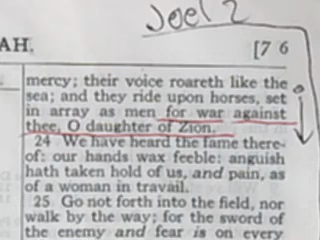 Joel 2
AH. [7 6
mercy; their voice roareth like the
sea; and they ride upon horses, set
in array as men for war against
thee, O daughter of Zion.
24 We have heard the fame there-
of: our hands wax feeble: anguish
hath taken hold of us, and pain, as
of a woman in travail.
25 Go not forth into the field, nor
walk by the way; for the sword of
the enemy and fear is on every